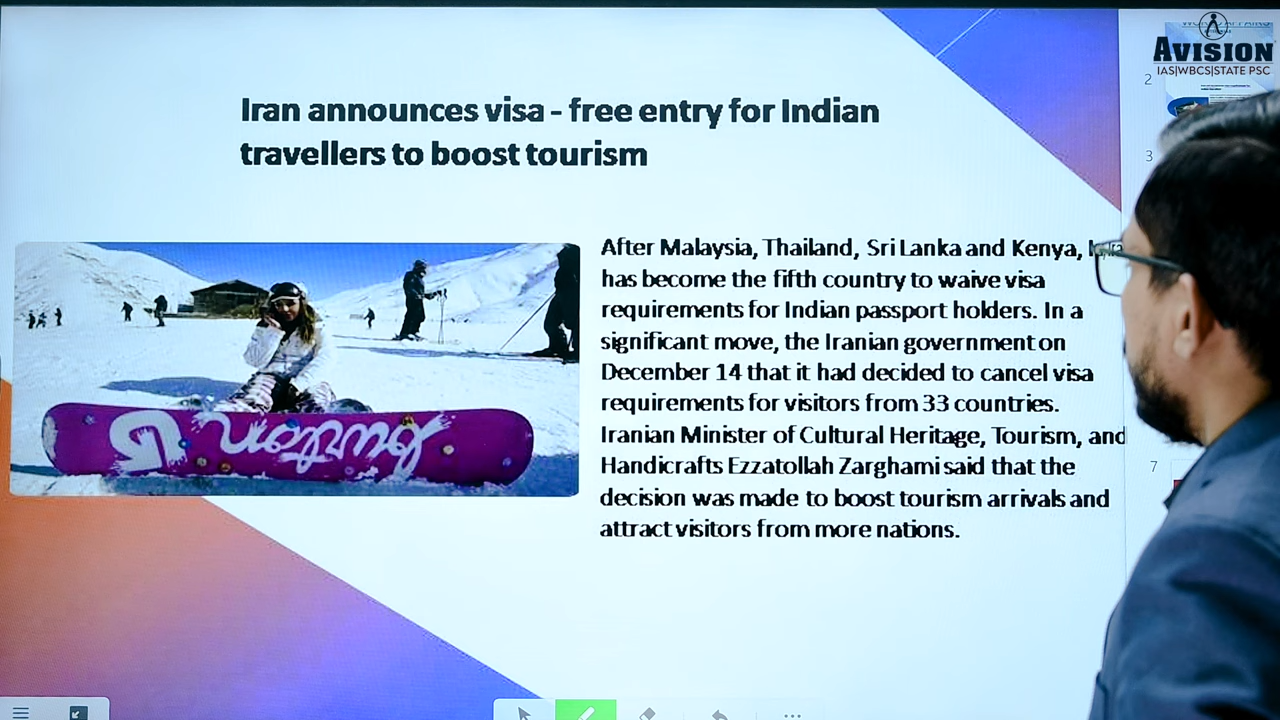 AVISION
IAS|WBCS|STATE PSC
2
3
7
Iran announces visa - free entry for Indian
travellers to boost tourism
After Malaysia, Thailand, Sri Lanka and Kenya,
has become the fifth country to waive visa
requirements for Indian passport holders. In a
significant move, the Iranian government on
December 14 that it had decided to cancel visa
requirements for visitors from 33 countries.
Iranian Minister of Cultural Heritage, Tourism, and
Handicrafts Ezzatollah Zarghami said that the
decision was made to boost tourism arrivals and
attract visitors from more nations.
burton